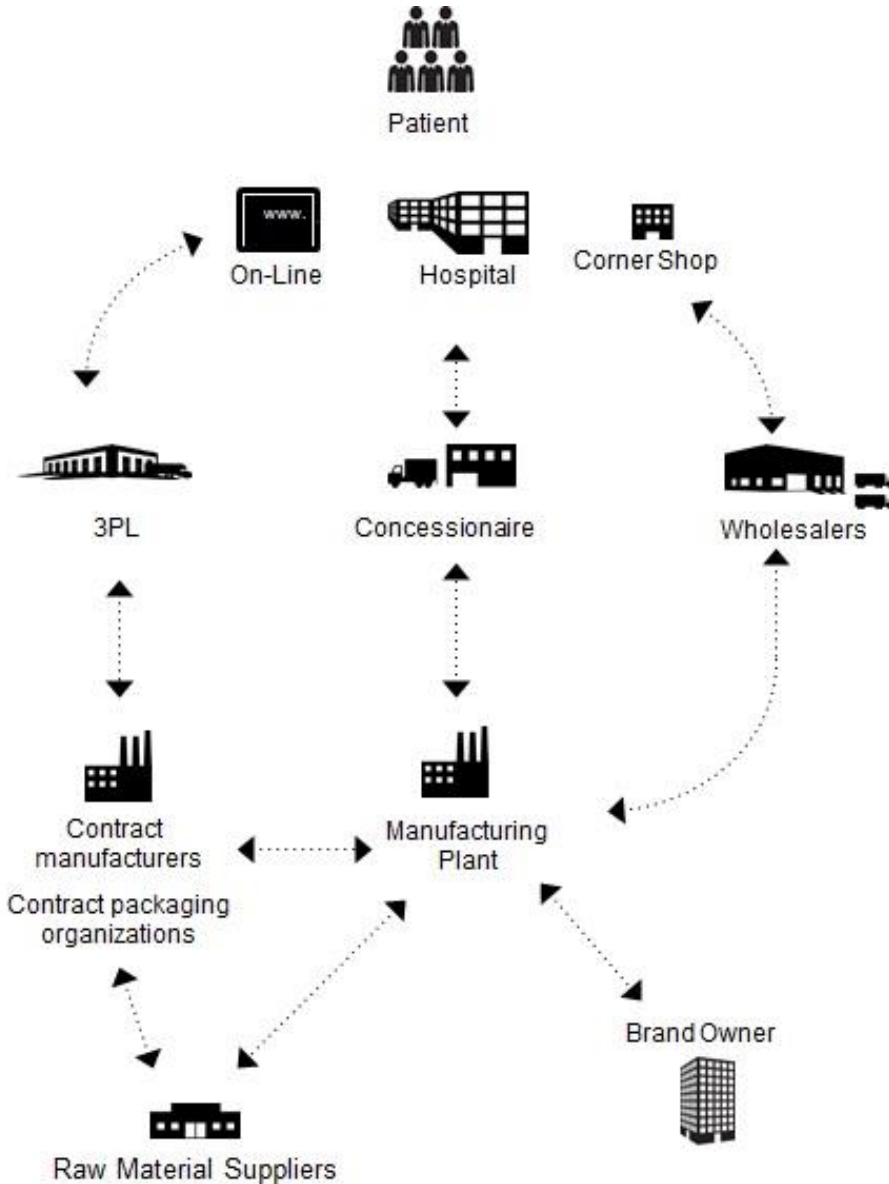 Patient
www.
On-Line
Hospital
Corner Shop
3PL
Concessionaire
Wholesalers
Contract
manufacturers
Manufacturing
Plant
Contract packaging
organizations
Brand Owner
Raw Material Suppliers